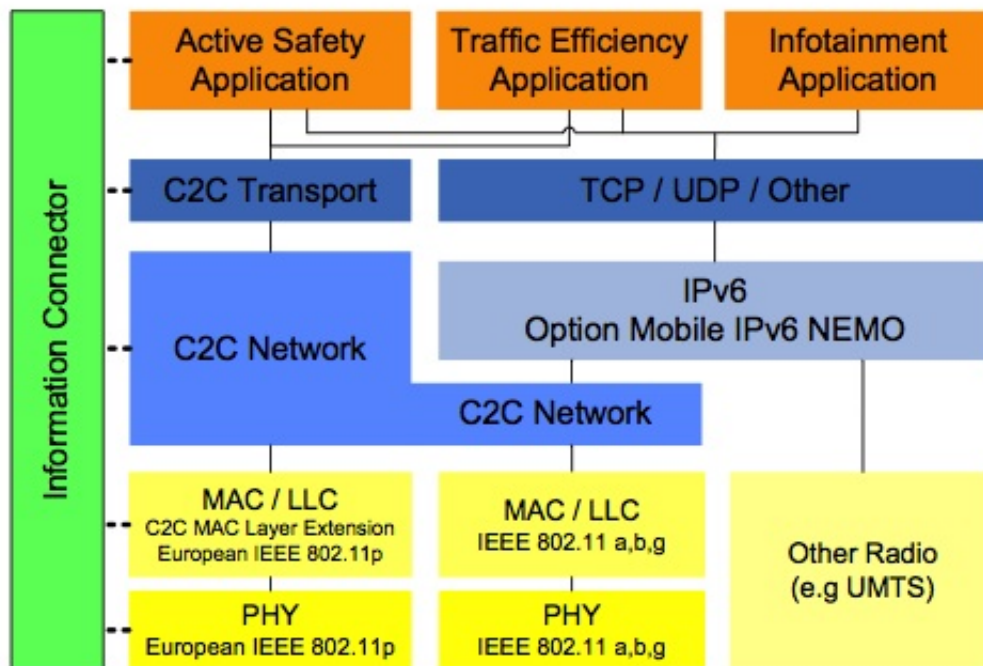 Information Connector
Active Safety
Application
Traffic Efficiency
Application
Infotainment
Application
C2C Transport
TCP / UDP / Other
C2C Network
IPv6
Option Mobile IPv6 NEMO
C2C Network
MAC / LLC
C2C MAC Layer Extension
European IEEE 802.11p
MAC / LLC
IEEE 802.11 a,b,g
Other Radio
(e.g UMTS)
PHY
European IEEE 802.11p
PHY
IEEE 802.11 a,b,g